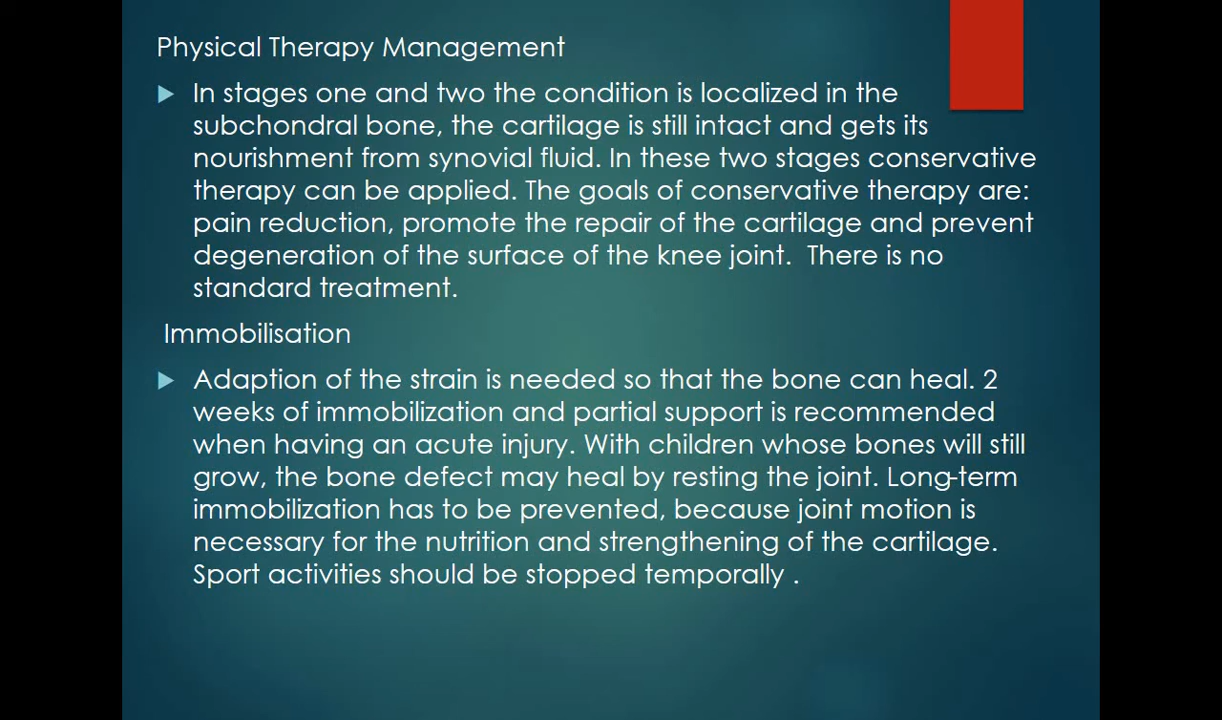 Physical Therapy Management
In stages one and two the condition is localized in the
subchondral bone, the cartilage is still intact and gets its
nourishment from synovial fluid. In these two stages conservative
therapy can be applied. The goals of conservative therapy are:
pain reduction, promote the repair of the cartilage and prevent
degeneration of the surface of the knee joint.  There is no
standard treatment.
Immobilisation
Adaption of the strain is needed so that the bone can heal. 2
weeks of immobilization and partial support is recommended
when having an acute injury. With children whose bones will still
grow, the bone defect may heal by resting the joint. Long-term
immobilization has to be prevented, because joint motion is
necessary for the nutrition and strengthening of the cartilage.
Sport activities should be stopped temporally .